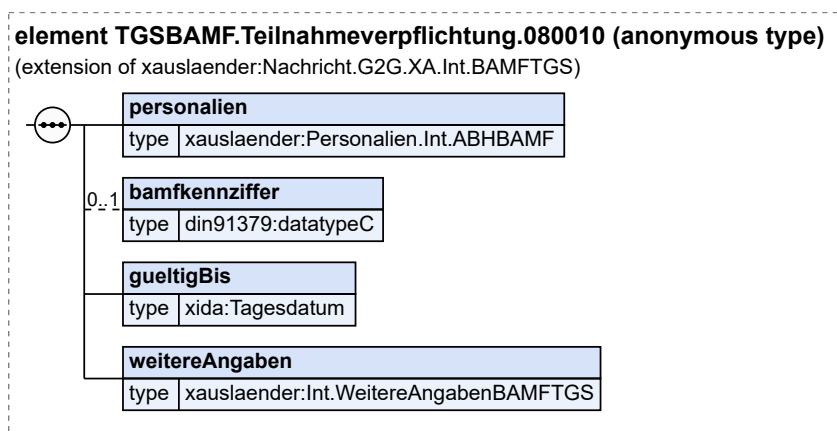 element TGSBAMF.Teilnahmeverpflichtung.080010 (anonymous type)
(extension of xauslaender:Nachricht.G2G.XA.Int.BAMFTGS)
personalien
type xauslaender:Personalien.Int.ABHBAMF
0..1 bamfkennziffer
type din91379:datatypeC
gueltigBis
type xida:Tagesdatum
weitereAngaben
type xauslaender:Int.WeitereAngabenBAMFTGS